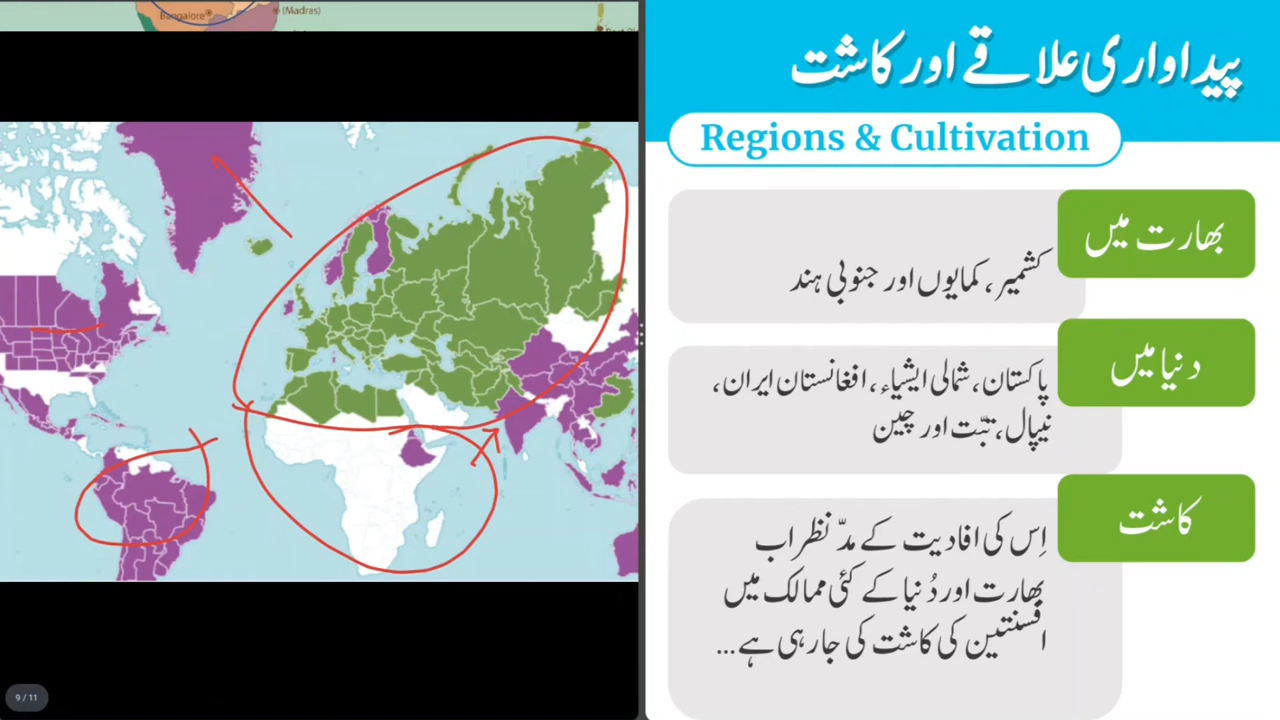 Bangalore
(Madras)
پیداواری علاقے اور کاشت
Regions & Cultivation
بھارت میں
کشمیر، کمایوں اور جنوبی ہند
دنیا میں
پاکستان، شمالی ایشیاء، افغانستان ایران،
نیپال، تبّت اور چین
کاشت
اِس کی افادیت کے مدّ نظر اب
بھارت اور دُنیا کے کئی ممالک میں
افسنتین کی کاشت کی جارہی ہے...
9 / 11